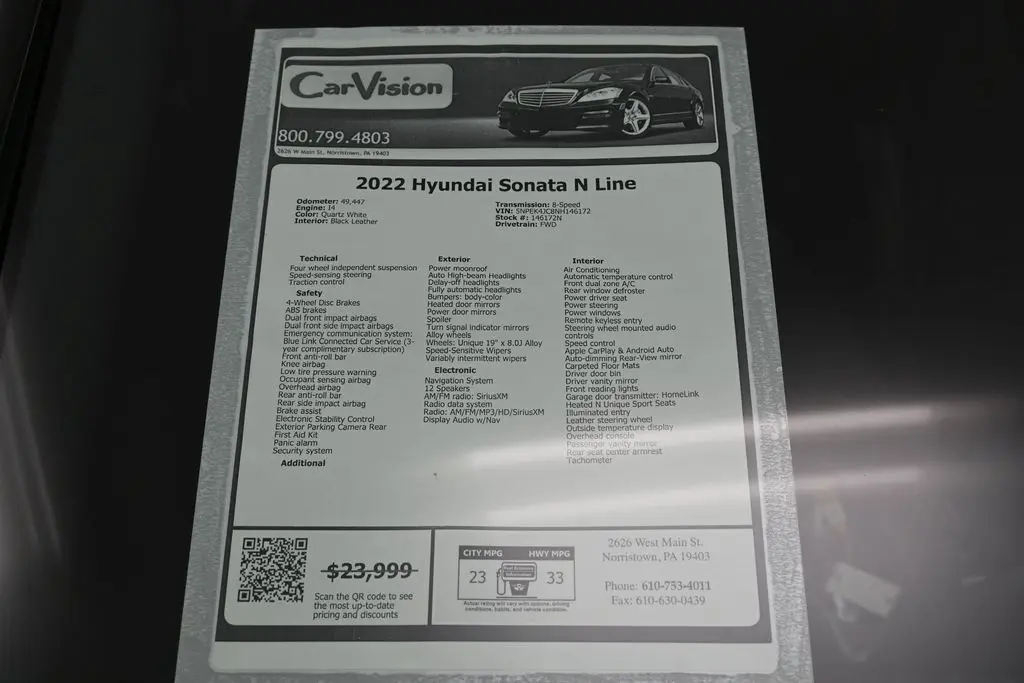 CarVision
800.799.4803
2626 W Main St, Norristown, PA 19403
2022 Hyundai Sonata N Line
Odometer: 49,447
Engine: I4
Color: Quartz White
Interior: Black Leather
Transmission: 8-Speed
VIN: 5NPEK4JC8NH146172
Stock #: 146172N
Drivetrain: FWD
Technical
Four wheel independent suspension
Speed-sensing steering
Traction control
Safety
4-Wheel Disc Brakes
ABS brakes
Dual front impact airbags
Dual front side impact airbags
Emergency communication system:
Blue Link Connected Car Service (3-
year complimentary subscription)
Front anti-roll bar
Knee airbag
Low tire pressure warning
Occupant sensing airbag
Overhead airbag
Rear anti-roll bar
Rear side impact airbag
Brake assist
Electronic Stability Control
Exterior Parking Camera Rear
First Aid Kit
Panic alarm
Security system
Additional
Exterior
Power moonroof
Auto High-beam Headlights
Delay-off headlights
Fully automatic headlights
Bumpers: body-color
Heated door mirrors
Power door mirrors
Spoiler
Turn signal indicator mirrors
Alloy wheels
Wheels: Unique 19" x 8.0J Alloy
Speed-Sensitive Wipers
Variably intermittent wipers
Electronic
Navigation System
12 Speakers
AM/FM radio: SiriusXM
Radio data system
Radio: AM/FM/MP3/HD/SiriusXM
Display Audio w/Nav
Interior
Air Conditioning
Automatic temperature control
Front dual zone A/C
Rear window defroster
Power driver seat
Power steering
Power windows
Remote keyless entry
Steering wheel mounted audio
controls
Speed control
Apple CarPlay & Android Auto
Auto-dimming Rear-View mirror
Carpeted Floor Mats
Driver door bin
Driver vanity mirror
Front reading lights
Garage door transmitter: HomeLink
Heated N Unique Sport Seats
Illuminated entry
Leather steering wheel
Outside temperature display
Overhead console
Passenger vanity mirror
Rear seat center armrest
Tachometer
$23,999
Scan the QR code to see
the most up-to-date
pricing and discounts
CITY MPG
HWY MPG
23
Fuel Economy
Information
33
Actual rating will vary with options, driving
conditions, habits, and vehicle condition.
2626 West Main St.
Norristown, PA 19403
Phone: 610-753-4011
Fax: 610-630-0439